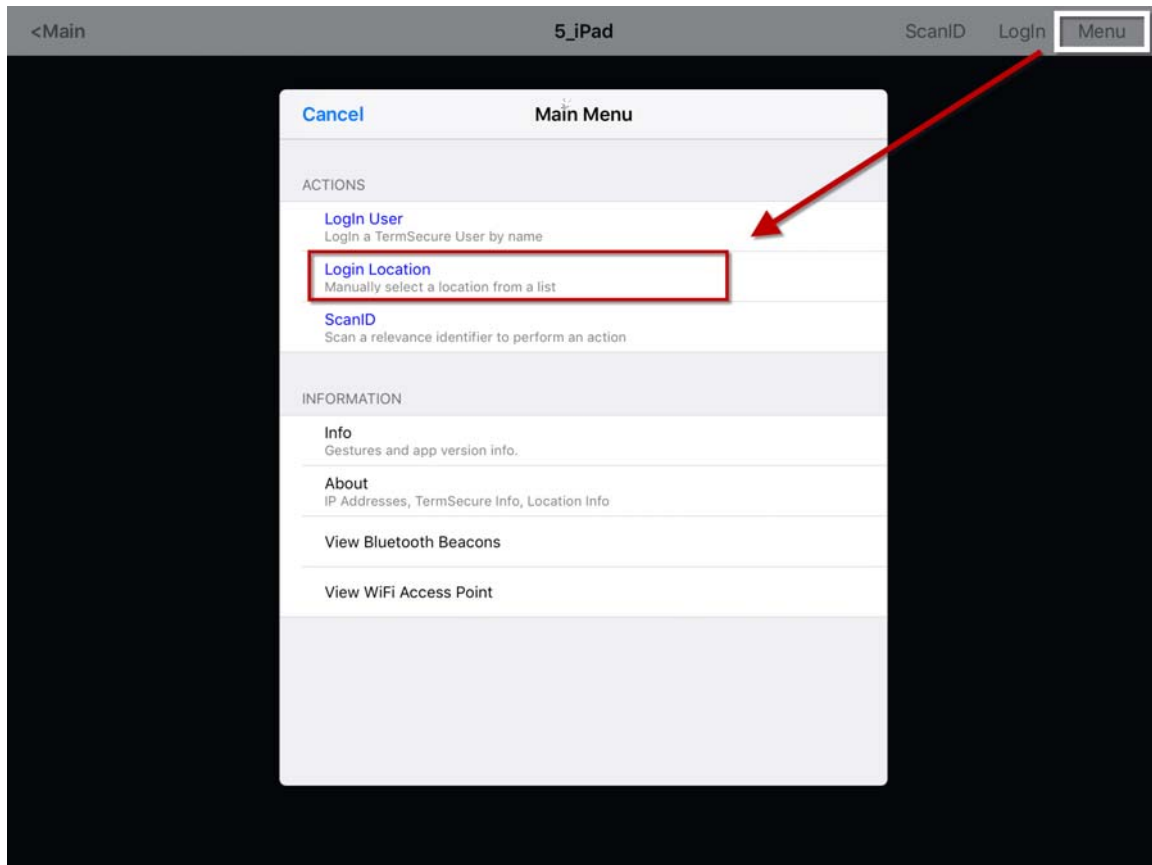 <Main 5_iPad ScanID LogIn Menu
Cancel Main Menu
ACTIONS
LogIn User
LogIn a TermSecure User by name
Login Location
Manually select a location from a list
ScanID
Scan a relevance identifier to perform an action
INFORMATION
Info
Gestures and app version info.
About
IP Addresses, TermSecure Info, Location Info
View Bluetooth Beacons
View WiFi Access Point